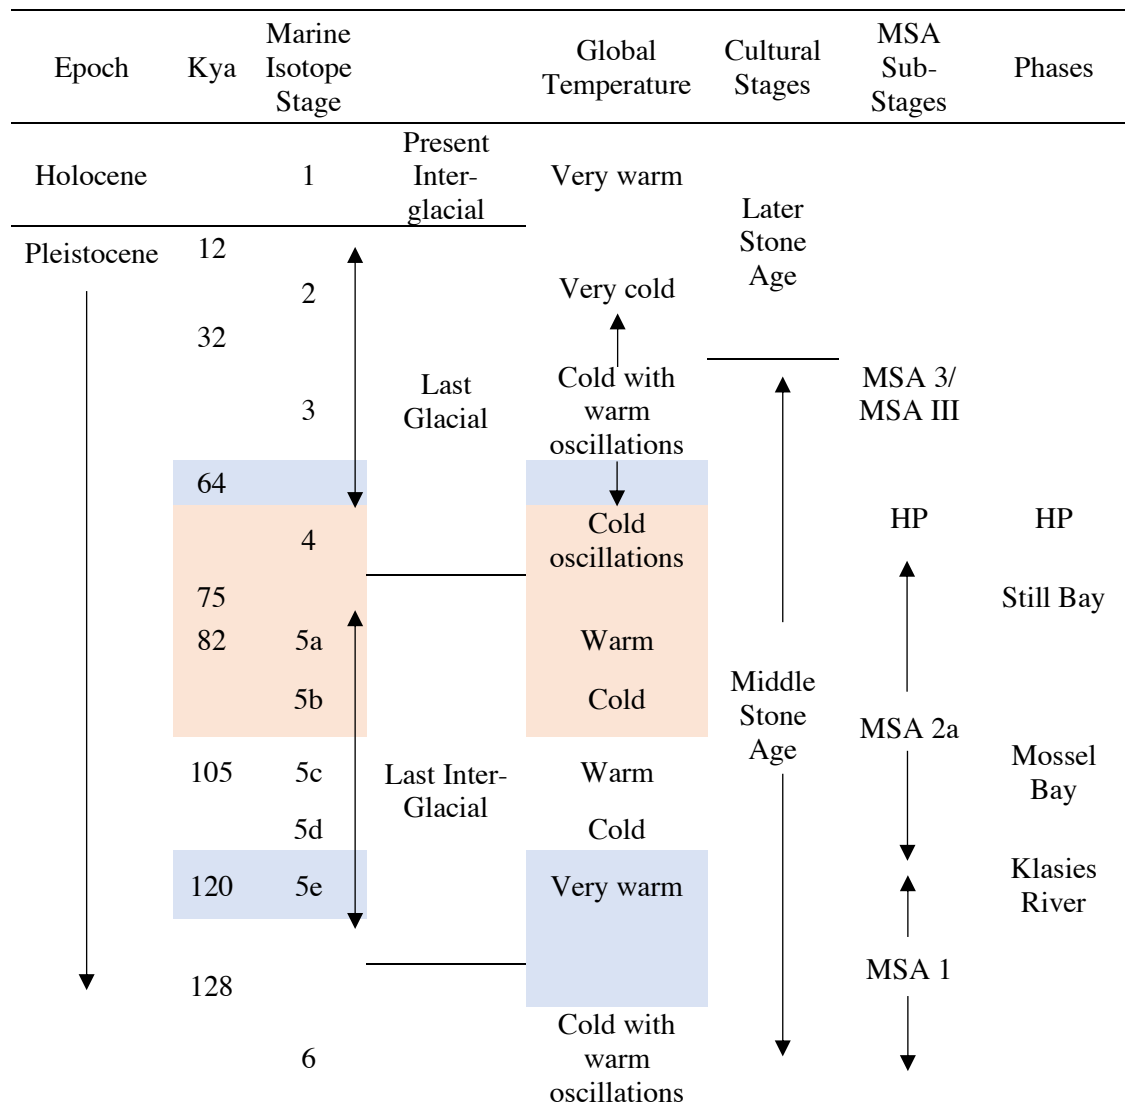 Epoch
Kya
Marine
Isotope
Stage
Global
Temperature
Cultural
Stages
MSA
Sub-
Stages
Phases
Holocene
1
Present
Inter-
glacial
Very warm
Later
Stone
Age
Pleistocene
12
2
Very cold
32
3
Last
Glacial
Cold with
warm
oscillations
MSA 3/
MSA III
64
4
Cold
oscillations
HP
HP
75
Still Bay
82
5a
Warm
5b
Cold
Middle
Stone
Age
MSA 2a
105
5c
Last Inter-
Glacial
Warm
Mossel
Bay
5d
Cold
120
5e
Very warm
Klasies
River
128
MSA 1
6
Cold with
warm
oscillations